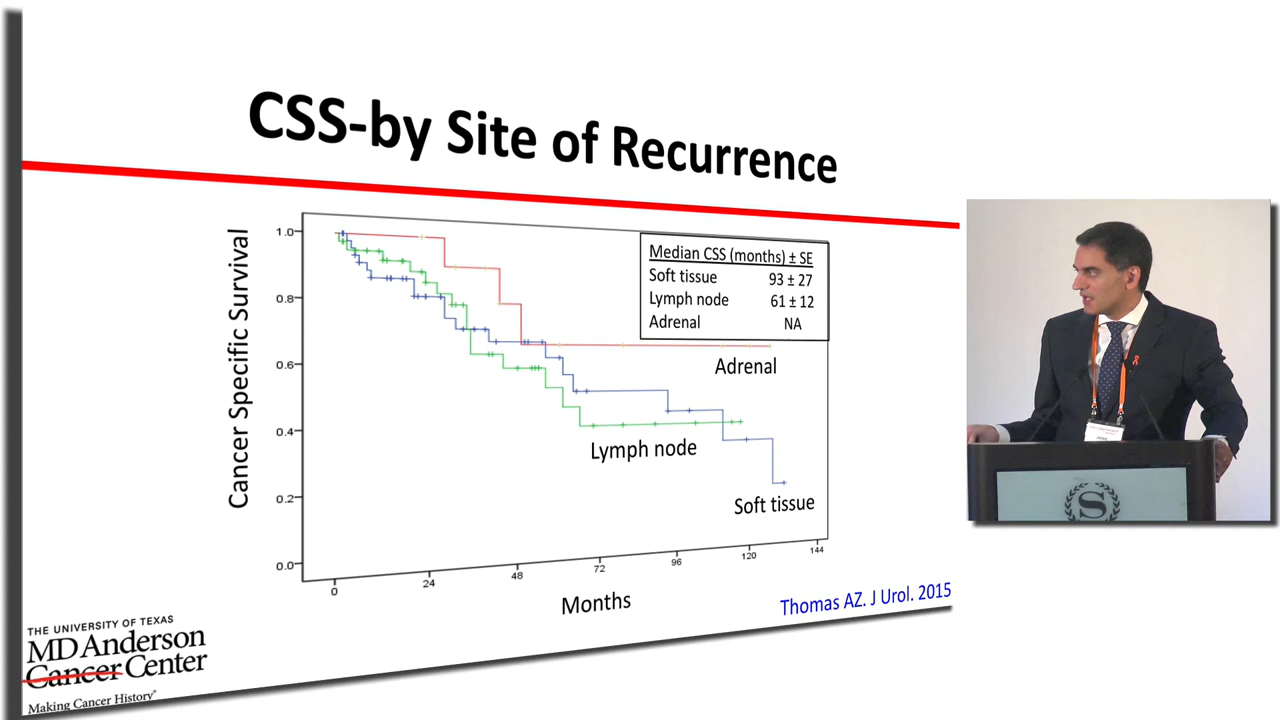 CSS-by Site of Recurrence
Cancer Specific Survival
1.0
0.8
0.6
0.4
0.2
0.0
Median CSS (months) ± SE
Soft tissue 93 ± 27
Lymph node 61 ± 12
Adrenal NA
Adrenal
Lymph node
Soft tissue
0 24 48 72 96 120 144
Months
Thomas AZ. J Urol. 2015
THE UNIVERSITY OF TEXAS
MD Anderson
Cancer Center
Making Cancer History®
S